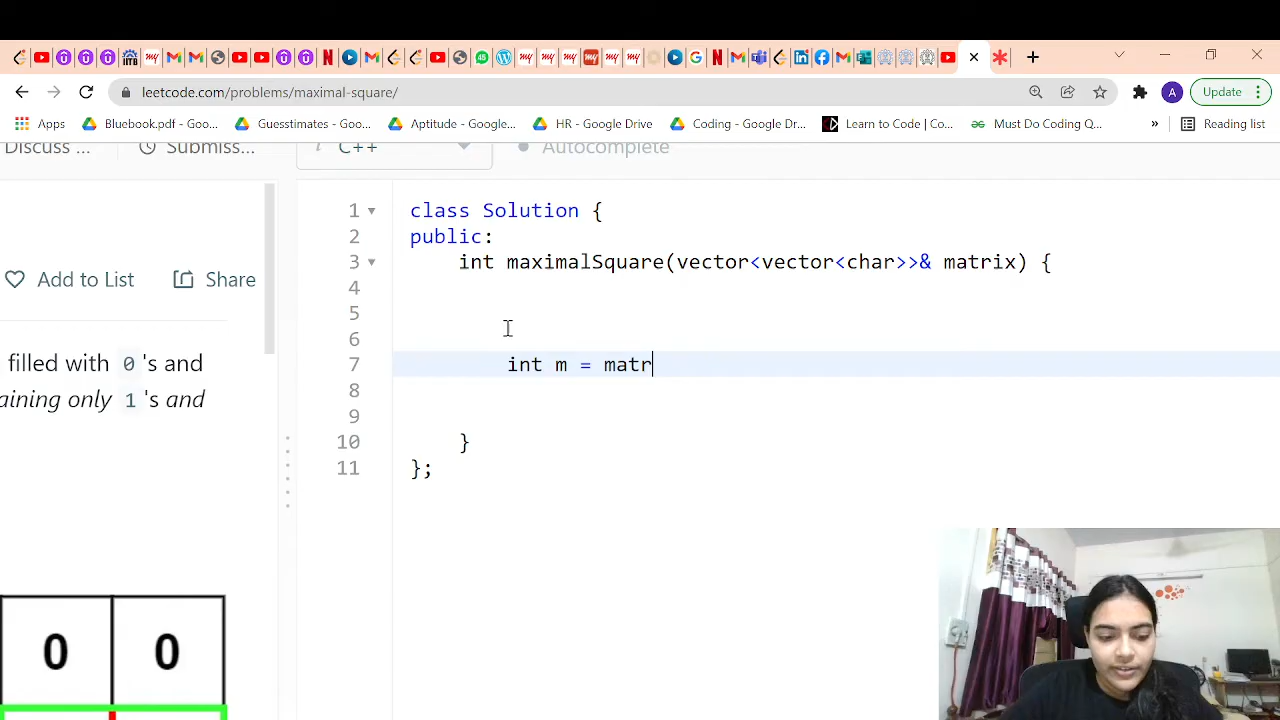 leetcode.com/problems/maximal-square/
Update
Apps
Bluebook.pdf - Go...
Guesstimates - Goo...
Aptitude - Google...
HR - Google Drive
Coding - Google Dr...
Learn to Code | Co...
Must Do Coding Q...
»
Reading list
Discuss ...
Submiss...
C++
Autocomplete
Add to List
Share
filled with 0 's and
aining only 1 's and
0 0
1 class Solution {
2 public:
3 int maximalSquare(vector<vector<char>>& matrix) {
4
5
6
7 int m = matr
8
9
10 }
11 };